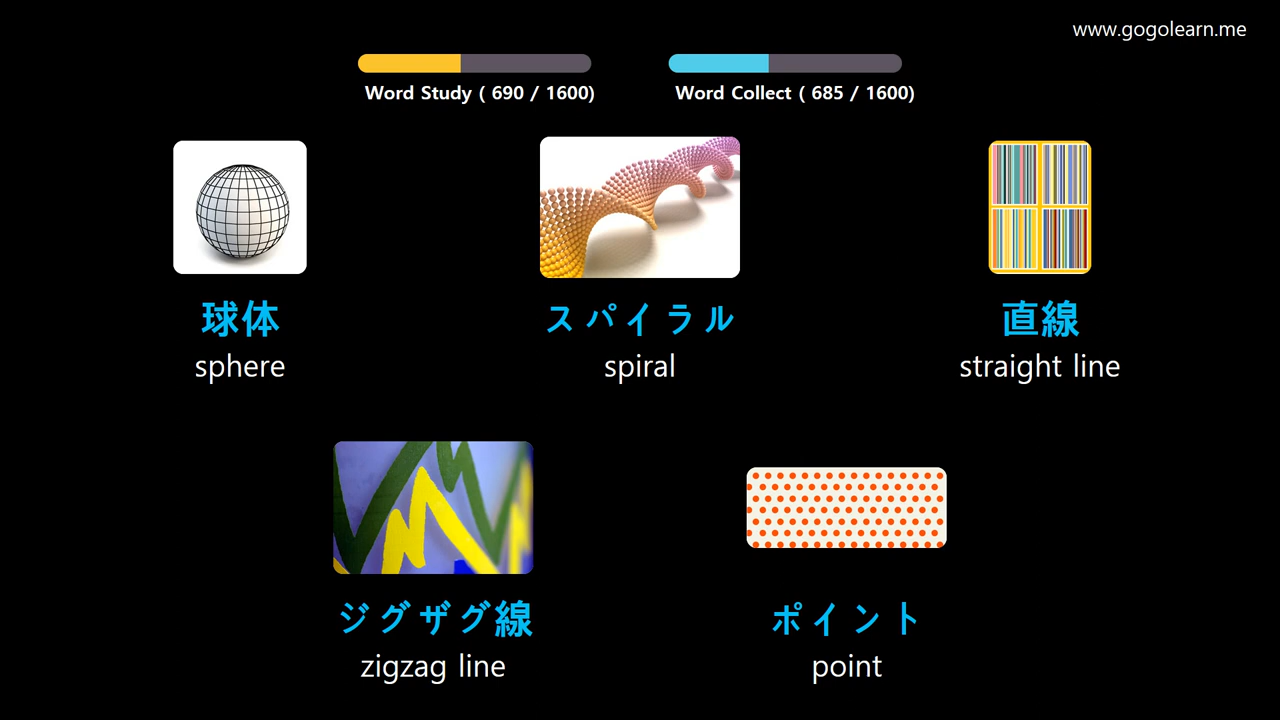 www.gogolearn.me
Word Study ( 690 / 1600)
Word Collect ( 685 / 1600)
球体
sphere
スパイラル
spiral
直線
straight line
ジグザグ線
zigzag line
ポイント
point